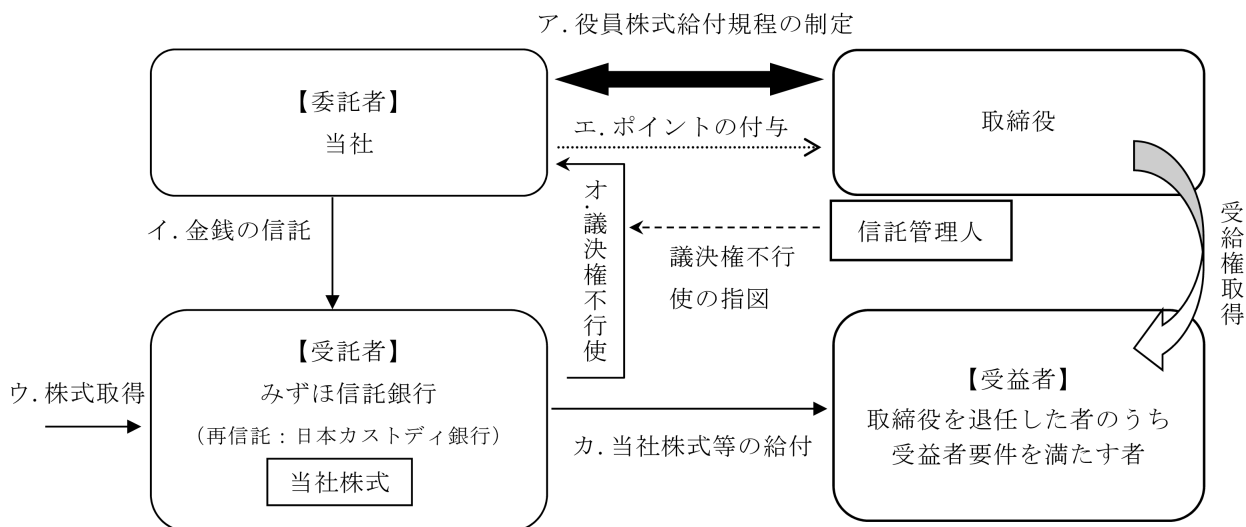 ア.役員株式給付規程の制定
【委託者】
当社
取締役
エ.ポイントの付与
イ.金銭の信託
オ.議決権不行使
信託管理人
議決権不行
使の指図
受給権取得
【受託者】
みずほ信託銀行
(再信託：日本カストディ銀行)
当社株式
ウ.株式取得
カ.当社株式等の給付
【受益者】
取締役を退任した者のうち
受益者要件を満たす者